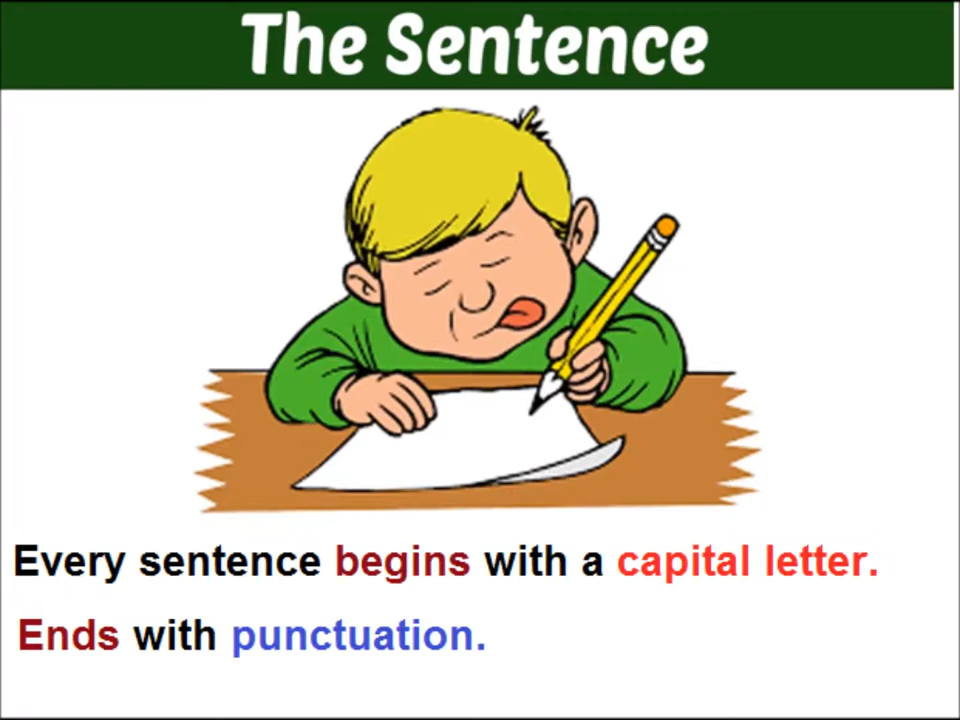 The Sentence
Every sentence begins with a capital letter.
Ends with punctuation.